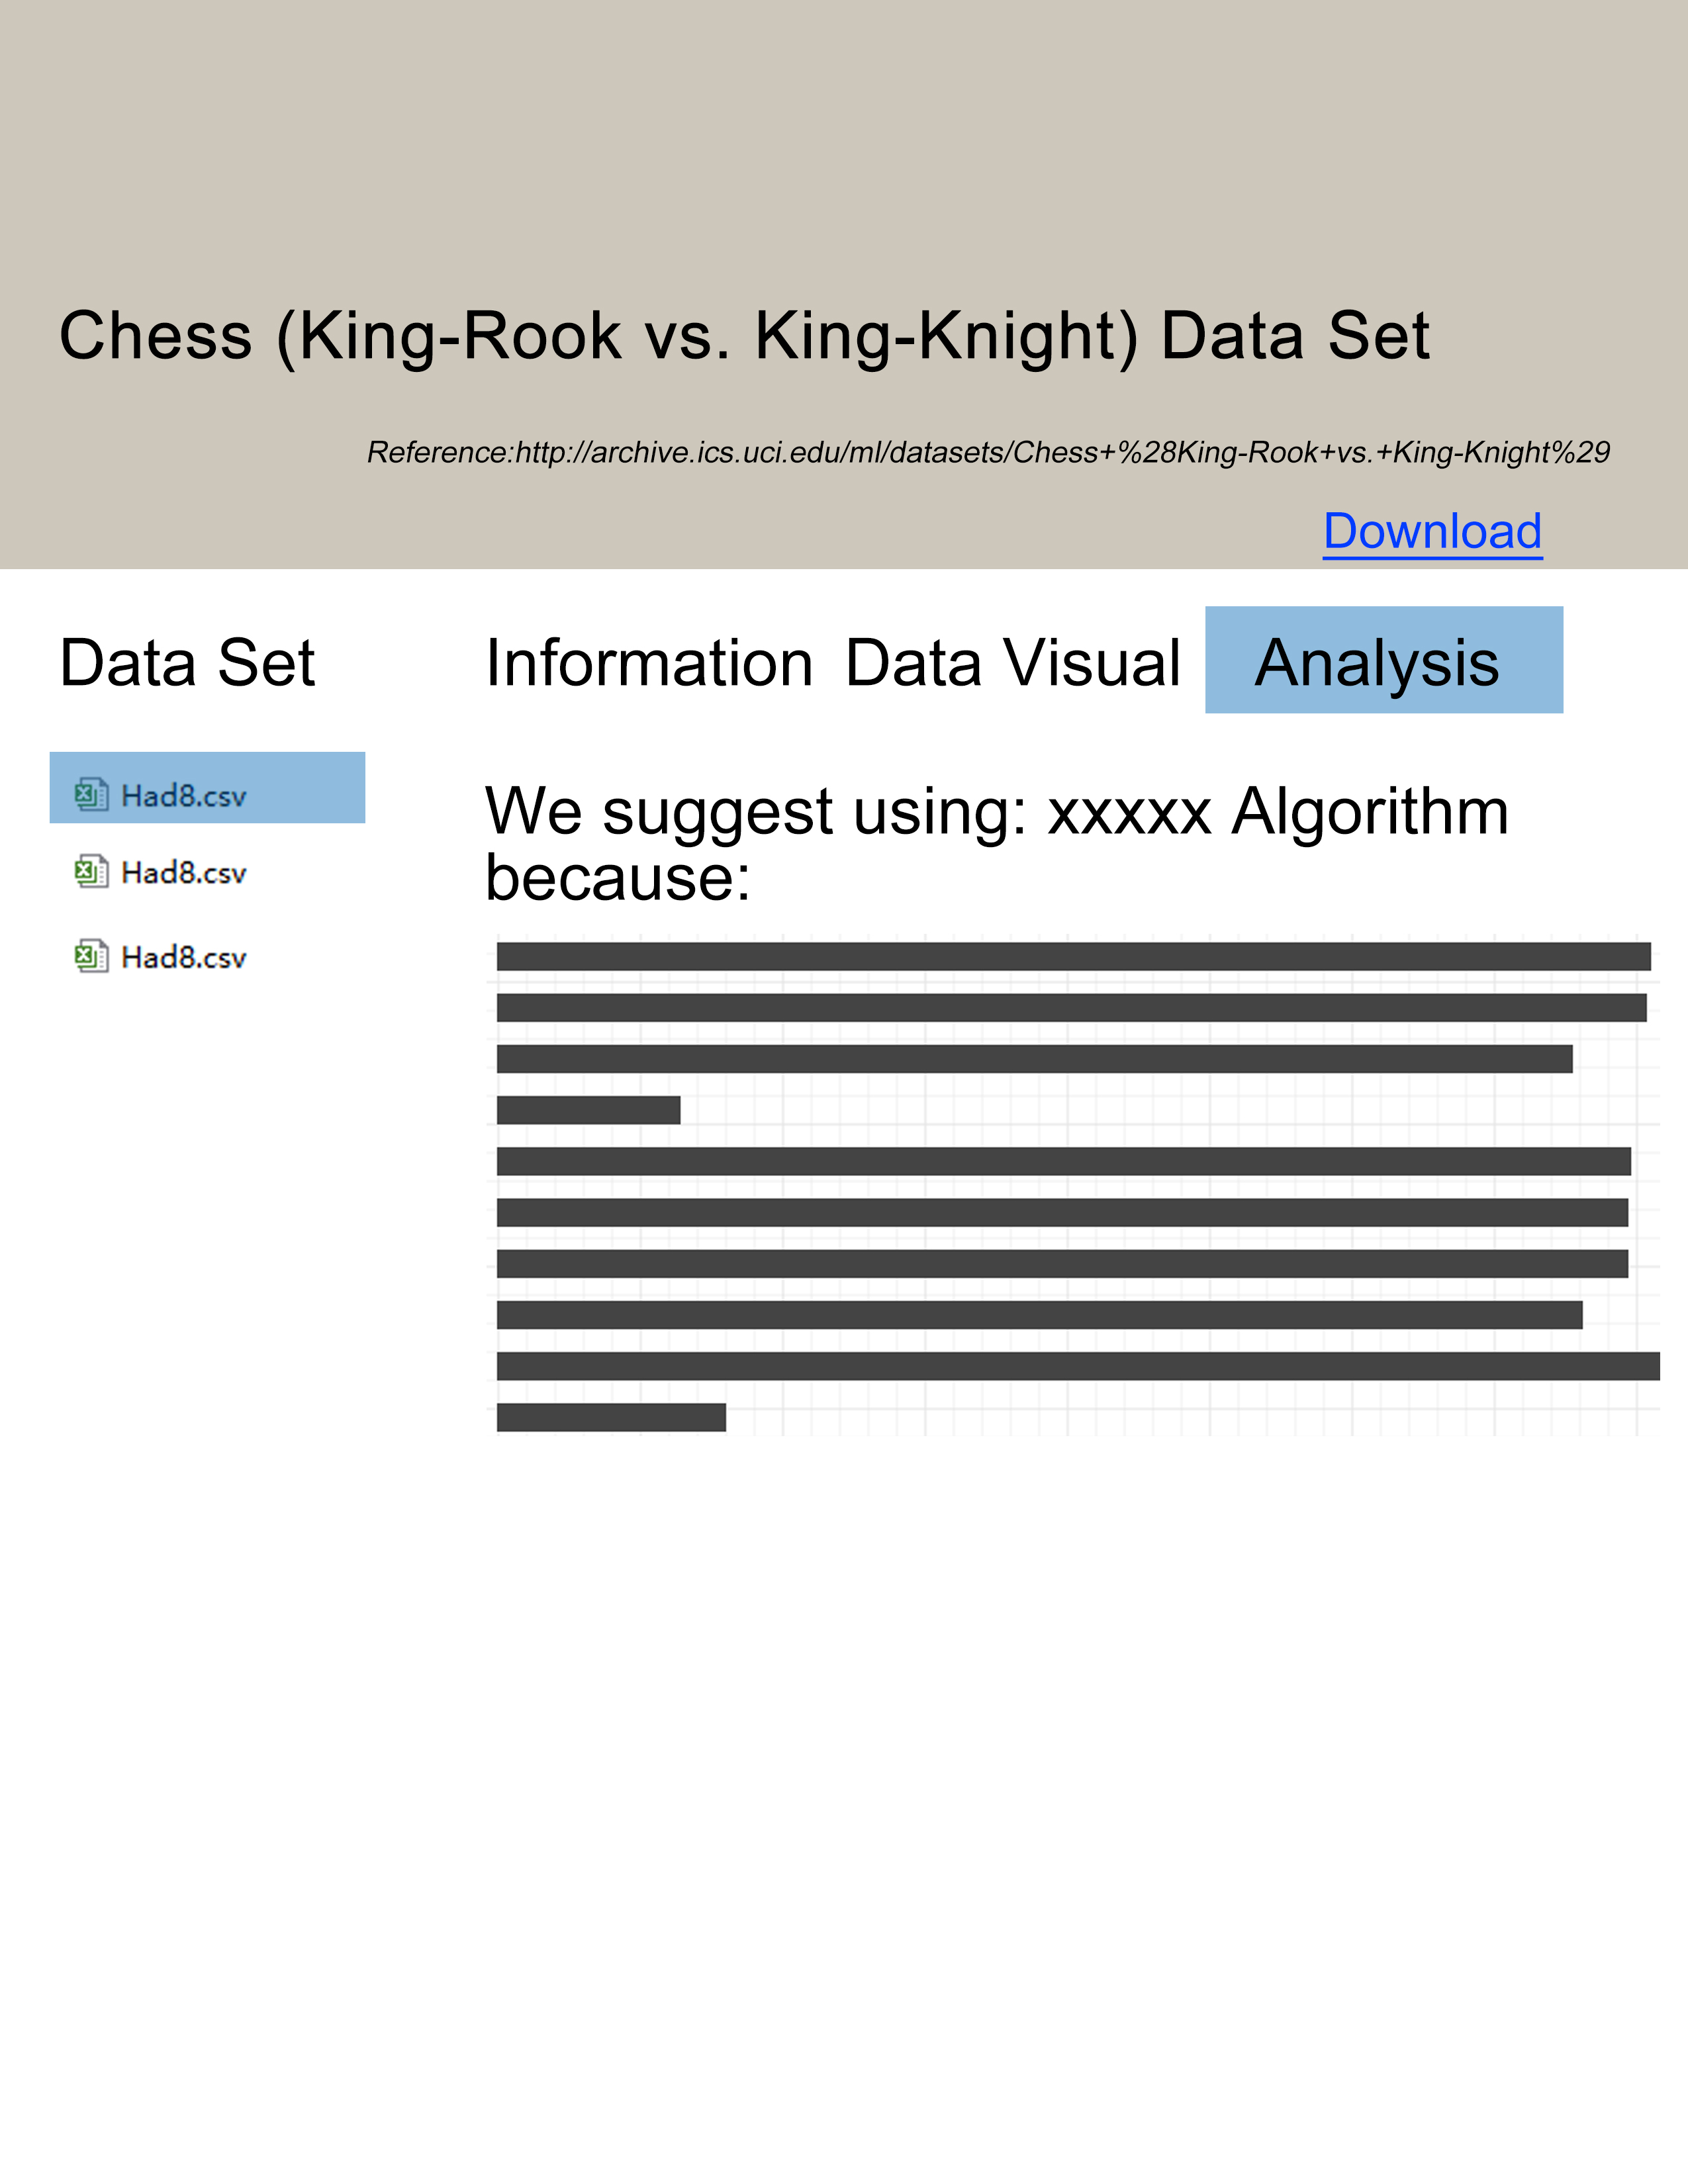 Chess (King-Rook vs. King-Knight) Data Set
Reference:http://archive.ics.uci.edu/ml/datasets/Chess+%28King-Rook+vs.+King-Knight%29
Download
Data Set
Information Data Visual Analysis
Had8.csv
Had8.csv
Had8.csv
We suggest using: xxxxx Algorithm
because: